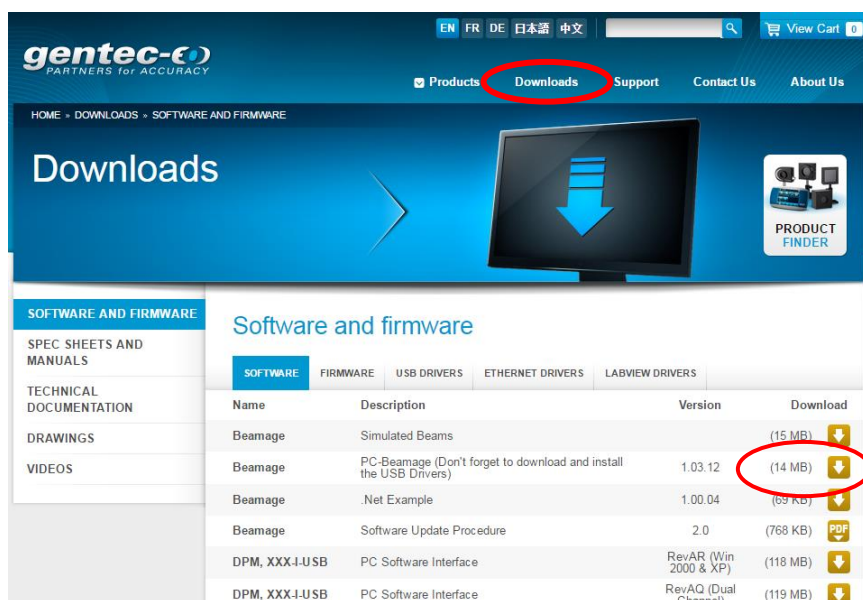 EN FR DE 日本語 中文
View Cart 0
gentec-eo
PARTNERS for ACCURACY
Products Downloads Support Contact Us About Us
HOME » DOWNLOADS » SOFTWARE AND FIRMWARE
Downloads
PRODUCT
FINDER
SOFTWARE AND FIRMWARE
SPEC SHEETS AND
MANUALS
TECHNICAL
DOCUMENTATION
DRAWINGS
VIDEOS
Software and firmware
SOFTWARE FIRMWARE USB DRIVERS ETHERNET DRIVERS LABVIEW DRIVERS
Name Description Version Download
Beamage Simulated Beams (15 MB)
Beamage PC-Beamage (Don't forget to download and install
the USB Drivers) 1.03.12 (14 MB)
Beamage .Net Example 1.00.04 (69 KB)
Beamage Software Update Procedure 2.0 (768 KB) PDF
DPM, XXX-I-USB PC Software Interface RevAR (Win
2000 & XP) (118 MB)
DPM, XXX-I-USB PC Software Interface RevAQ (Dual
Channel) (119 MB)